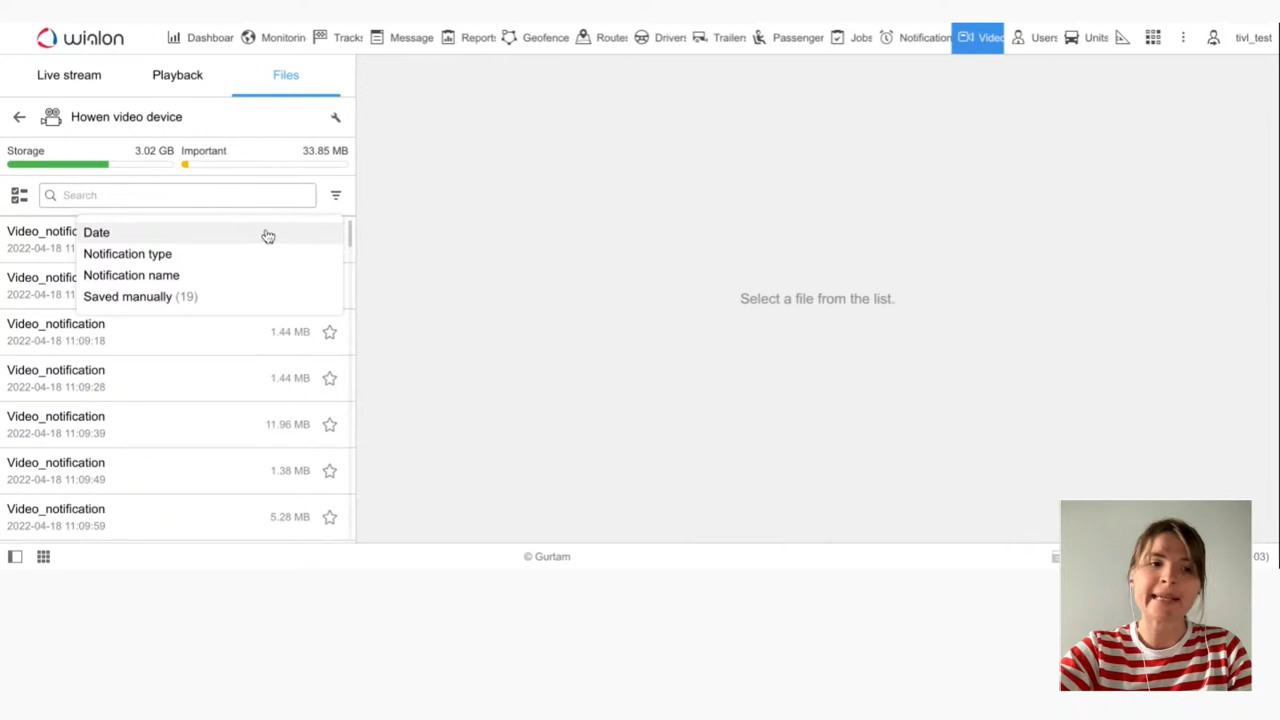 wialon
Dashboar Monitorin Track Message Report Geofence Route Driver Trailer Passenger Jobs Notification Video Users Units tivl_test
Live stream Playback Files
Howen video device
Storage 3.02 GB Important 33.85 MB
Search
Video_notific
2022-04-18 11
Date
Notification type
Notification name
Saved manually (19)
Video_notific
2022-04-18 11
Video_notification
2022-04-18 11:09:18
1.44 MB
Video_notification
2022-04-18 11:09:28
1.44 MB
Video_notification
2022-04-18 11:09:39
11.96 MB
Video_notification
2022-04-18 11:09:49
1.38 MB
Video_notification
2022-04-18 11:09:59
5.28 MB
Select a file from the list.
© Gurtam
03)